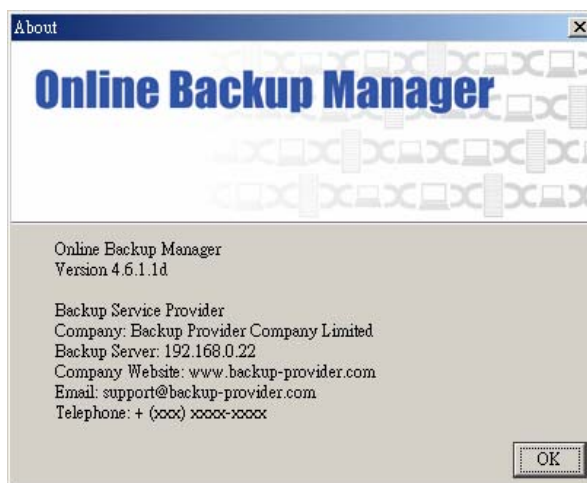 About
Online Backup Manager
Online Backup Manager
Version 4.6.1.1d
Backup Service Provider
Company: Backup Provider Company Limited
Backup Server: 192.168.0.22
Company Website: www.backup-provider.com
Email: support@backup-provider.com
Telephone: + (xxx) xxxx-xxxx
OK